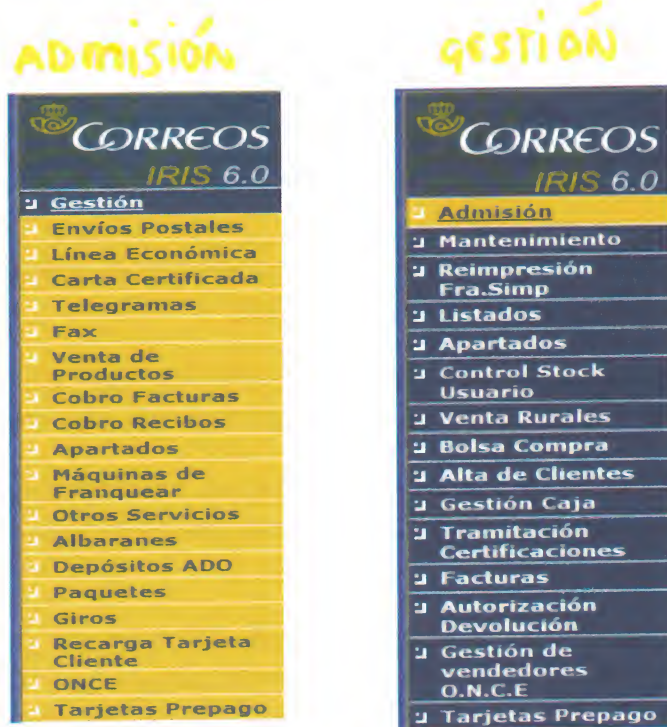 ADMISIÓN
CORREOS
IRIS 6.0
Gestión
Envíos Postales
Línea Económica
Carta Certificada
Telegramas
Fax
Venta de
Productos
Cobro Facturas
Cobro Recibos
Apartados
Máquinas de
Franquear
Otros Servicios
Albaranes
Depósitos ADO
Paquetes
Giros
Recarga Tarjeta
Cliente
ONCE
Tarjetas Prepago
GESTIÓN
CORREOS
IRIS 6.0
Admisión
Mantenimiento
Reimpresión
Fra.Simp
Listados
Apartados
Control Stock
Usuario
Venta Rurales
Bolsa Compra
Alta de Clientes
Gestión Caja
Tramitación
Certificaciones
Facturas
Autorización
Devolución
Gestión de
vendedores
O.N.C.E
Tarjetas Prepago